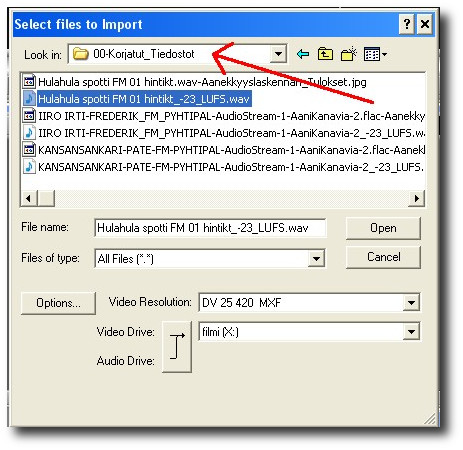 Select files to Import
Look in: 00-Korjatut_Tiedostot
Hulahula spotti FM 01 hintikt.wav-Aanekkyyslaskennan_Tulokset.jpg
Hulahula spotti FM 01 hintikt_-23_LUFS.wav
IIRO IRTI-FREDERIK_FM_PYHTIPAL-AudioStream-1-AaniKanavia-2.flac-Aanekky
IIRO IRTI-FREDERIK_FM_PYHTIPAL-AudioStream-1-AaniKanavia-2_-23_LUFS.w
KANSANSANKARI-PATE-FM-PYHTIPAL-AudioStream-1-AaniKanavia-2.flac-Aanekl
KANSANSANKARI-PATE-FM-PYHTIPAL-AudioStream-1-AaniKanavia-2_-23_LUFS.
File name: Hulahula spotti FM 01 hintikt_-23_LUFS.wav Open
Files of type: All Files (*.*) Cancel
Options... Video Resolution: DV 25 420 MXF
Video Drive: filmi (X:)
Audio Drive: